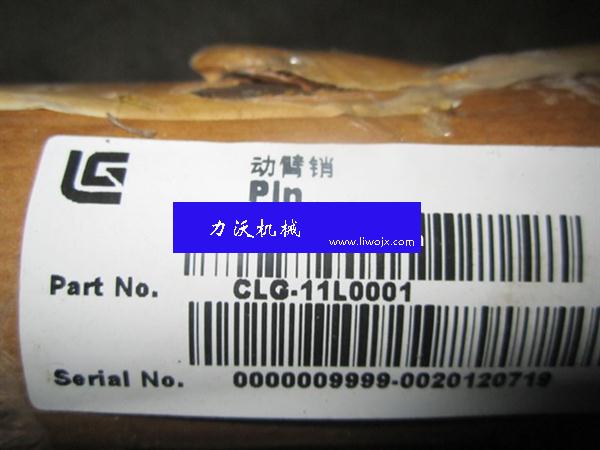 LG
动臂销
Pin
力沃机械
www.liwojx.com
Part No. CLG-11L0001
Serial No. 0000009999-0020120719